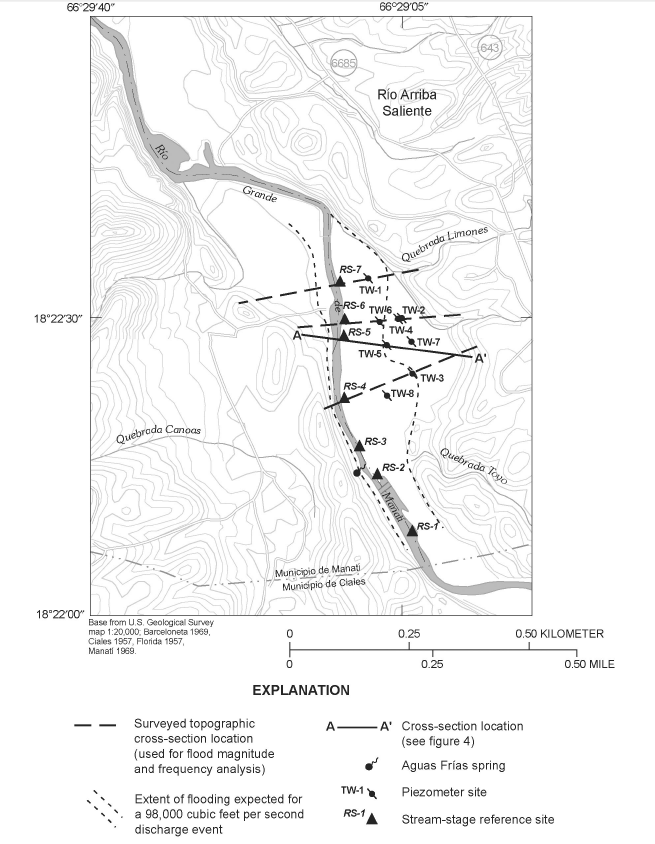 66°29'40"
66°29'05"
6685
643
Río Arriba
Saliente
Río
Grande
Quebrada Limones
RS-7
TW-1
RS-6
de
TW-6
TW-2
18°22'30"
A
RS-5
TW-4
TW-7
TW-5
A'
TW-3
RS-4
TW-8
Quebrada Canoas
RS-3
RS-2
Quebrada Toyo
Manatí
RS-1
Municipio de Manatí
Municipio de Ciales
18°22'00"
Base from U.S. Geological Survey
map 1:20,000; Barceloneta 1969,
Ciales 1957, Florida 1957,
Manatí 1969.
0 0.25 0.50 KILOMETER
0 0.25 0.50 MILE
EXPLANATION
Surveyed topographic
cross-section location
(used for flood magnitude
and frequency analysis)
Extent of flooding expected for
a 98,000 cubic feet per second
discharge event
A A' Cross-section location
(see figure 4)
Aguas Frías spring
TW-1 Piezometer site
RS-1 Stream-stage reference site